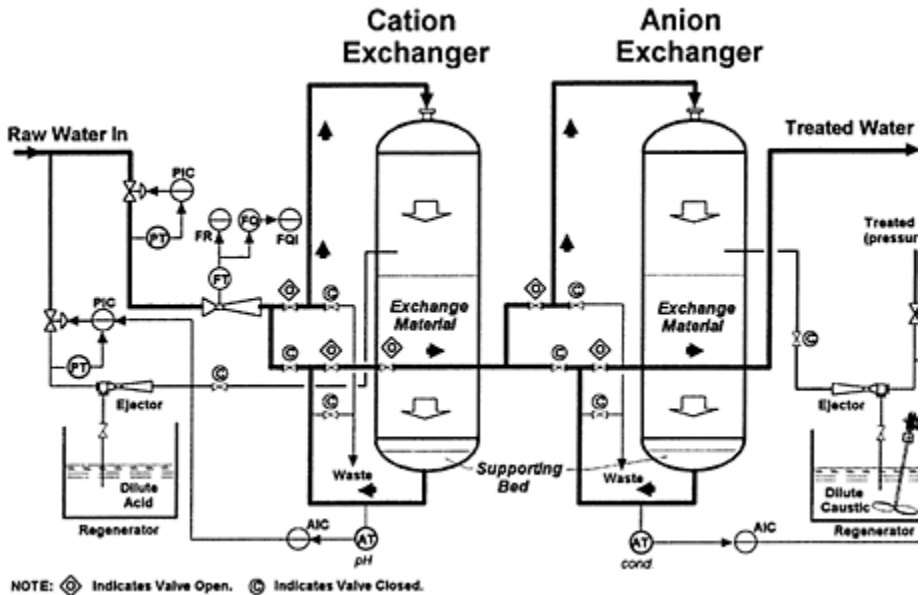 Cation
Exchanger
Anion
Exchanger
Raw Water In
Treated Water
PIC
PT
FR
FQ
FQI
FT
Treated
(pressur
O
C
O
C
PIC
Exchange
Material
Exchange
Material
C
O
O
C
O
C
PT
C
Ejector
C
C
Ejector
Waste
Supporting
Bed
Waste
Dilute
Acid
Dilute
Caustic
Regenerator
Regenerator
AIC
AT
pH
AT
cond.
AIC
NOTE: O Indicates Valve Open. C Indicates Valve Closed.